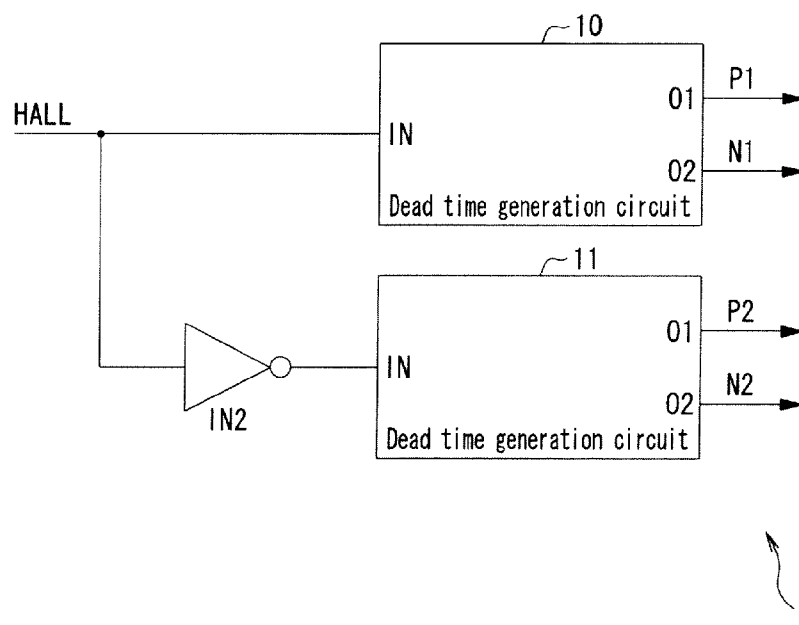 10
HALL
IN
O1
P1
O2
N1
Dead time generation circuit
11
IN2
IN
O1
P2
O2
N2
Dead time generation circuit